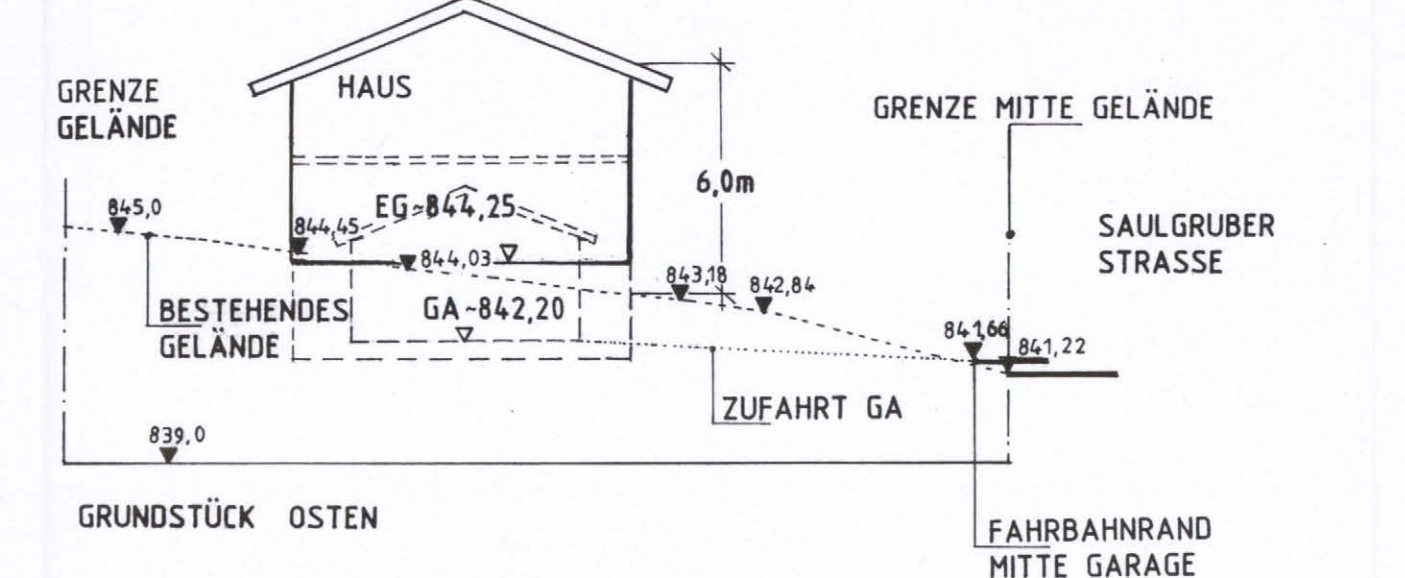 HAUS
GRENZE
GELÄNDE
GRENZE MITTE GELÄNDE
6,0m
845,0
EG~844,25
844,45
SAULGRUBER
STRASSE
844,03
843,18
842,84
BESTEHENDES
GELÄNDE
GA~842,20
841,66
841,22
ZUFAHRT GA
839,0
GRUNDSTÜCK OSTEN
FAHRBAHNRAND
MITTE GARAGE